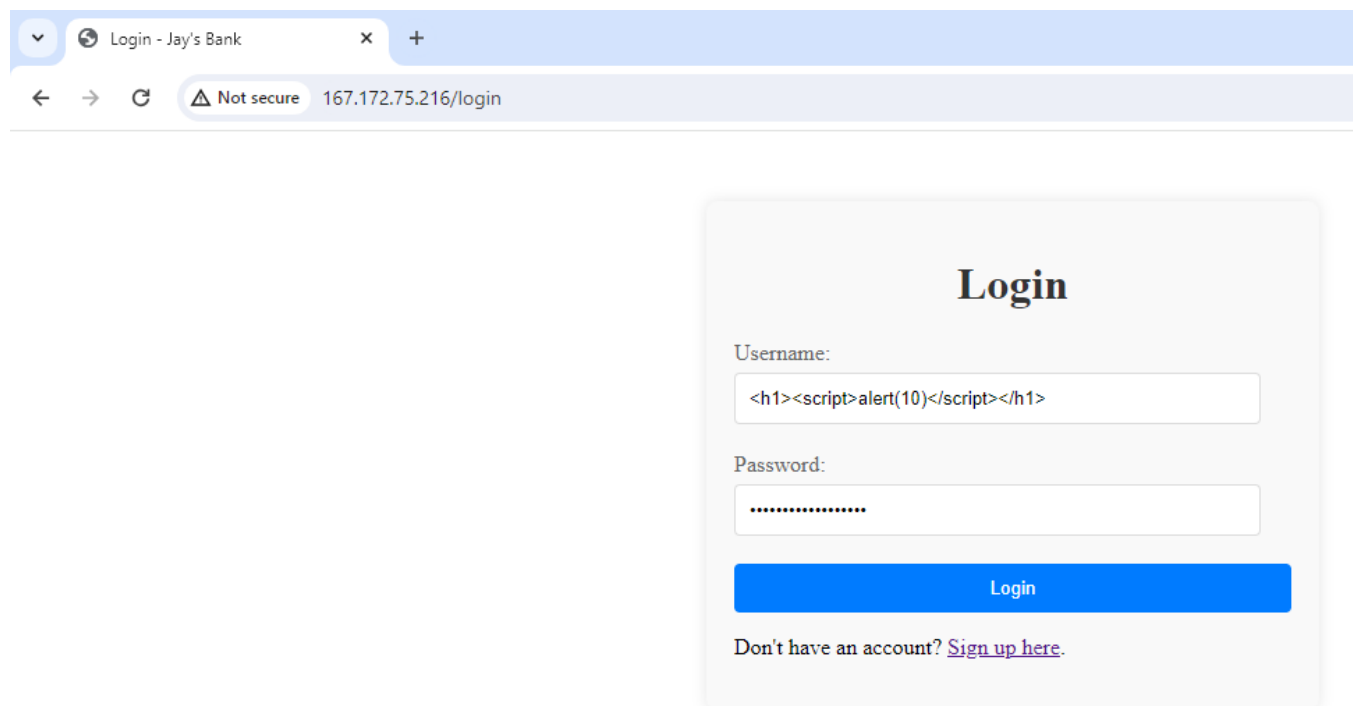 Login - Jay's Bank
Not secure 167.172.75.216/login
Login
Username:
<h1><script>alert(10)</script></h1>
Password:
••••••••••••••••••
Login
Don't have an account? Sign up here.